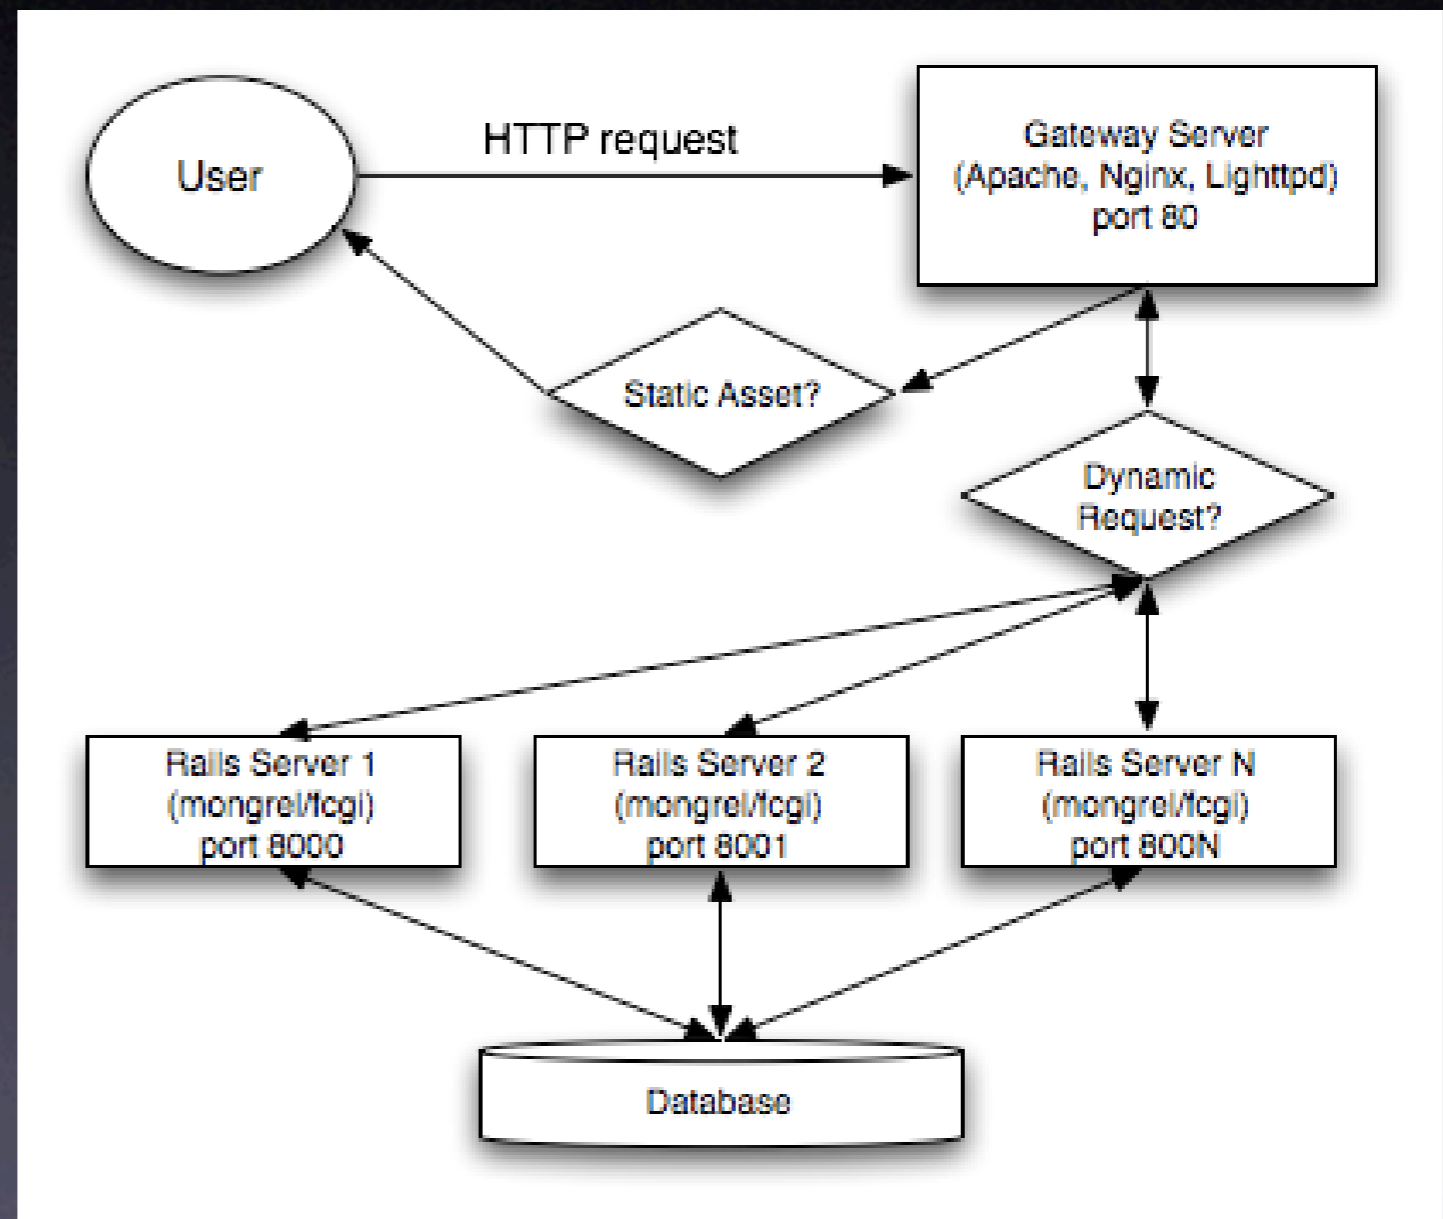 User
HTTP request
Gateway Server
(Apache, Nginx, Lighttpd)
port 80
Static Asset?
Dynamic
Request?
Rails Server 1
(mongrel/fcgi)
port 8000
Rails Server 2
(mongrel/fcgi)
port 8001
Rails Server N
(mongrel/fcgi)
port 800N
Database